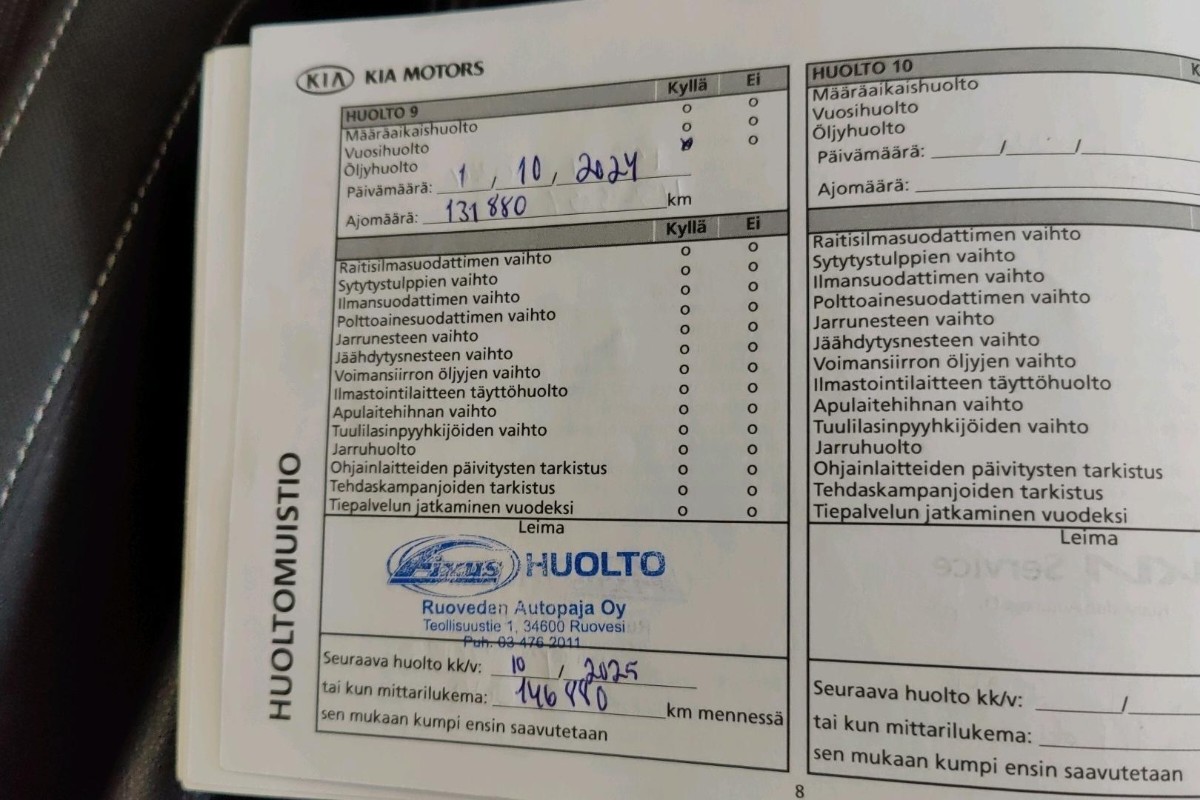 KIA KIA MOTORS
HUOLTOMUISTIO
HUOLTO 9 Kyllä Ei
Määräaikaishuolto o o
Vuosihuolto o o
Öljyhuolto x o
Päivämäärä: 1 , 10 , 2024
Ajomäärä: 131 880 km
Kyllä Ei
Raitisilmasuodattimen vaihto o o
Sytytystulppien vaihto o o
Ilmansuodattimen vaihto o o
Polttoainesuodattimen vaihto o o
Jarrunesteen vaihto o o
Jäähdytysnesteen vaihto o o
Voimansiirron öljyjen vaihto o o
Ilmastointilaitteen täyttöhuolto o o
Apulaitehihnan vaihto o o
Tuulilasinpyyhkijöiden vaihto o o
Jarruhuolto o o
Ohjainlaitteiden päivitysten tarkistus o o
Tehdaskampanjoiden tarkistus o o
Tiepalvelun jatkaminen vuodeksi o o
Leima
Fixus HUOLTO
Ruoveden Autopaja Oy
Teollisuustie 1, 34600 Ruovesi
Puh. 03 476 2011
Seuraava huolto kk/v: 10 / 2025
tai kun mittarilukema: 146 880 km mennessä
sen mukaan kumpi ensin saavutetaan
HUOLTO 10 K
Määräaikaishuolto
Vuosihuolto
Öljyhuolto
Päivämäärä: / /
Ajomäärä:
Raitisilmasuodattimen vaihto
Sytytystulppien vaihto
Ilmansuodattimen vaihto
Polttoainesuodattimen vaihto
Jarrunesteen vaihto
Jäähdytysnesteen vaihto
Voimansiirron öljyjen vaihto
Ilmastointilaitteen täyttöhuolto
Apulaitehihnan vaihto
Tuulilasinpyyhkijöiden vaihto
Jarruhuolto
Ohjainlaitteiden päivitysten tarkistus
Tehdaskampanjoiden tarkistus
Tiepalvelun jatkaminen vuodeksi
Leima
Seuraava huolto kk/v: /
tai kun mittarilukema:
sen mukaan kumpi ensin saavutetaan
8